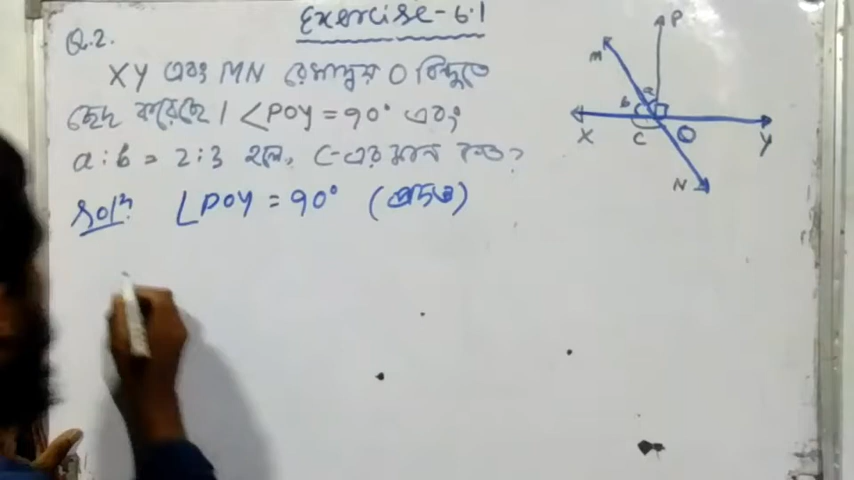 Exercise-6.1
Q.2.
XY এবং MN রেখাদ্বয় O বিন্দুতে
ছেদ করেছে। ∠POY = 90° এবং
a:b = 2:3 হলে, C-এর মান কত?
Solⁿ: ∠POY = 90° (প্রদত্ত)
P
M
a
b
X
C
O
Y
N